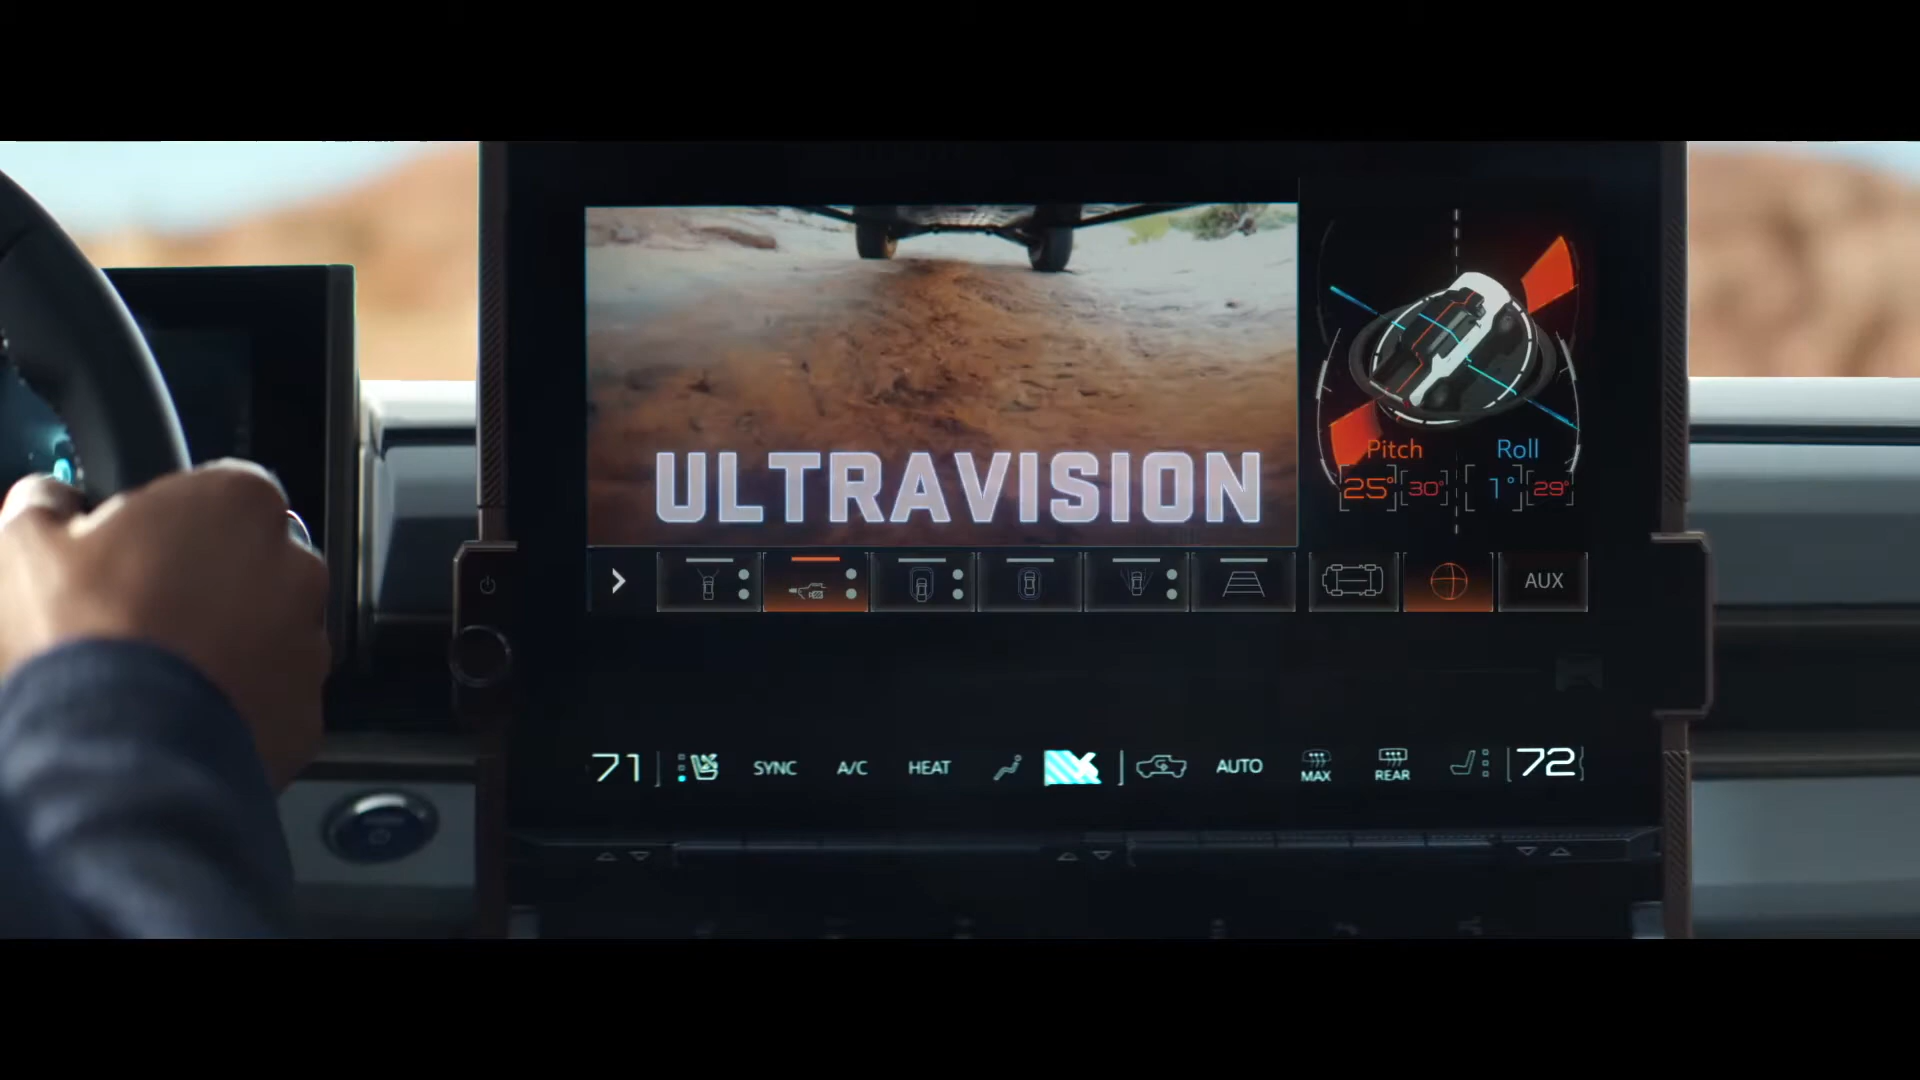 ULTRAVISION
Pitch Roll
25° 30° 1° 29°
AUX
71 SYNC A/C HEAT AUTO MAX REAR 72